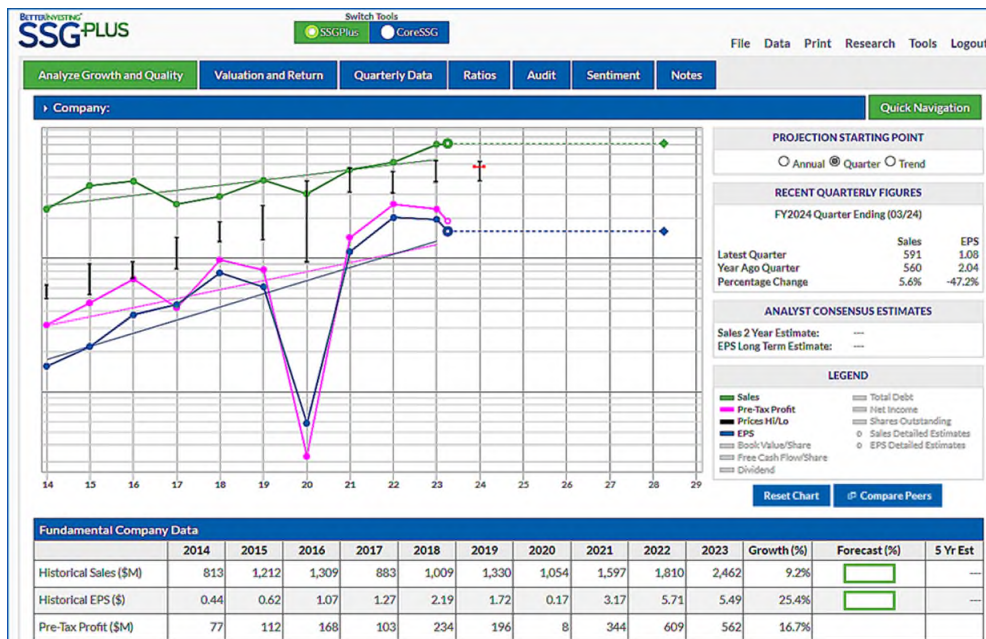 BETTERINVESTING®
SSG-PLUS
Switch Tools
SSGPlus CoreSSG
File Data Print Research Tools Logout
Analyze Growth and Quality Valuation and Return Quarterly Data Ratios Audit Sentiment Notes
Company:
Quick Navigation
PROJECTION STARTING POINT
Annual Quarter Trend
RECENT QUARTERLY FIGURES
FY2024 Quarter Ending (03/24)
Sales EPS
Latest Quarter 591 1.08
Year Ago Quarter 560 2.04
Percentage Change 5.6% -47.2%
ANALYST CONSENSUS ESTIMATES
Sales 2 Year Estimate: ---
EPS Long Term Estimate: ---
LEGEND
Sales Total Debt
Pre-Tax Profit Net Income
Prices Hi/Lo Shares Outstanding
EPS Sales Detailed Estimates
Book Value/Share EPS Detailed Estimates
Free Cash Flow/Share
Dividend
14 15 16 17 18 19 20 21 22 23 24 25 26 27 28 29
Reset Chart Compare Peers
Fundamental Company Data
2014 2015 2016 2017 2018 2019 2020 2021 2022 2023 Growth (%) Forecast (%) 5 Yr Est
Historical Sales ($M) 813 1,212 1,309 883 1,009 1,330 1,054 1,597 1,810 2,462 9.2% ---
Historical EPS ($) 0.44 0.62 1.07 1.27 2.19 1.72 0.17 3.17 5.71 5.49 25.4% ---
Pre-Tax Profit ($M) 77 112 168 103 234 196 8 344 609 562 16.7%